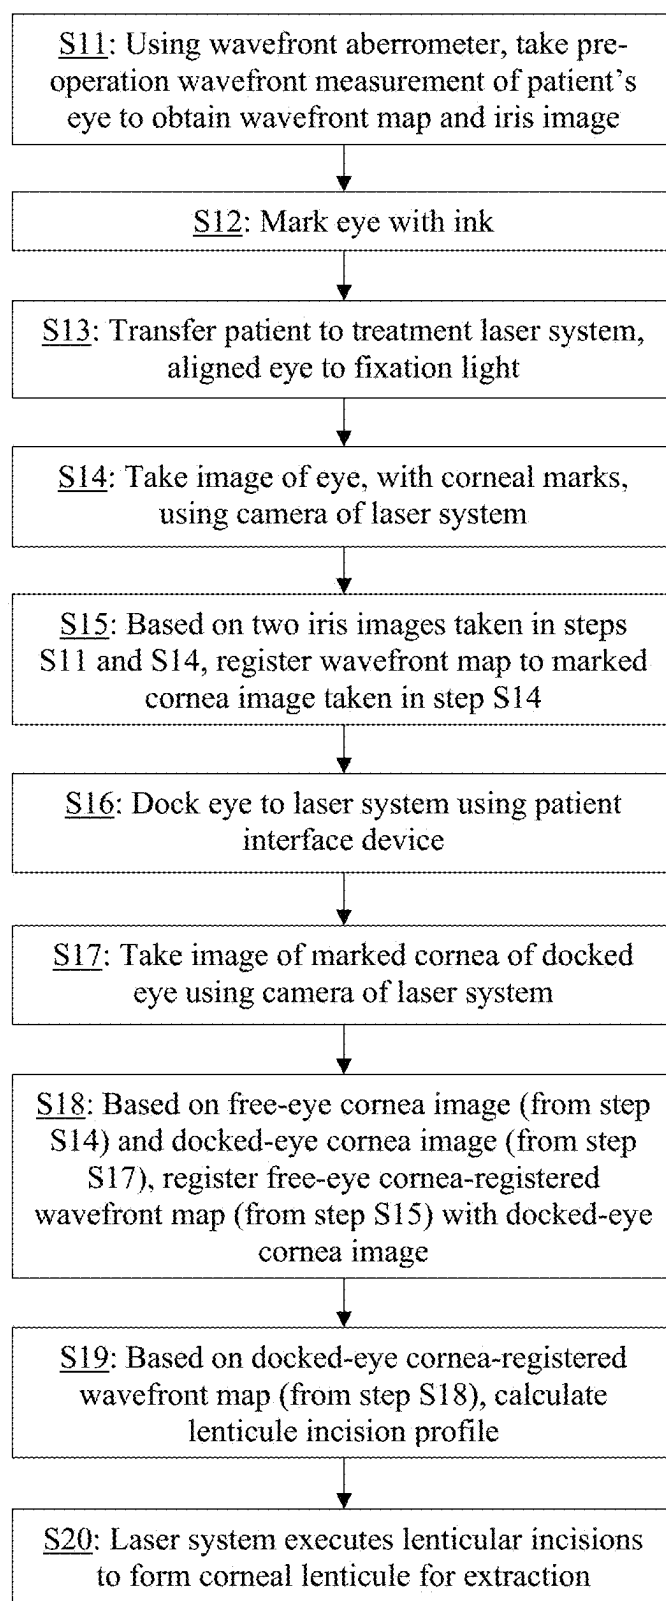 S11: Using wavefront aberrometer, take pre-
operation wavefront measurement of patient's
eye to obtain wavefront map and iris image
S12: Mark eye with ink
S13: Transfer patient to treatment laser system,
aligned eye to fixation light
S14: Take image of eye, with corneal marks,
using camera of laser system
S15: Based on two iris images taken in steps
S11 and S14, register wavefront map to marked
cornea image taken in step S14
S16: Dock eye to laser system using patient
interface device
S17: Take image of marked cornea of docked
eye using camera of laser system
S18: Based on free-eye cornea image (from step
S14) and docked-eye cornea image (from step
S17), register free-eye cornea-registered
wavefront map (from step S15) with docked-eye
cornea image
S19: Based on docked-eye cornea-registered
wavefront map (from step S18), calculate
lenticule incision profile
S20: Laser system executes lenticular incisions
to form corneal lenticule for extraction